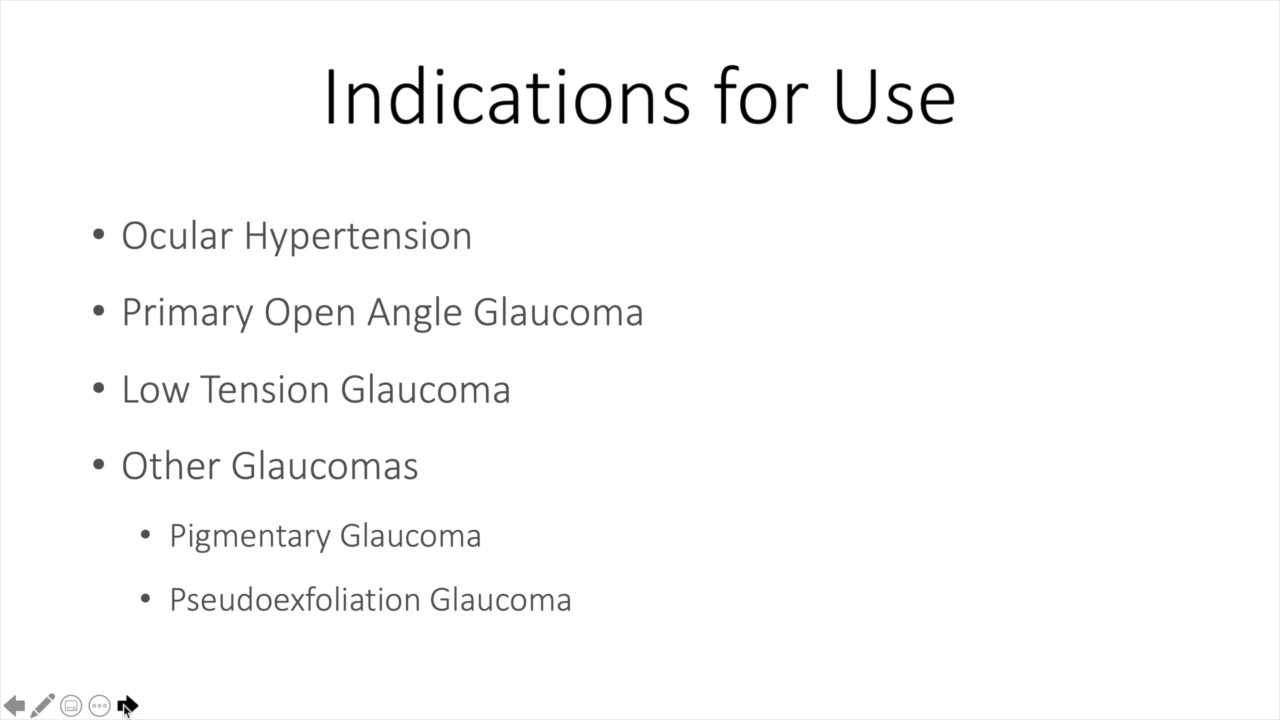 Indications for Use
• Ocular Hypertension
• Primary Open Angle Glaucoma
• Low Tension Glaucoma
• Other Glaucomas
• Pigmentary Glaucoma
• Pseudoexfoliation Glaucoma